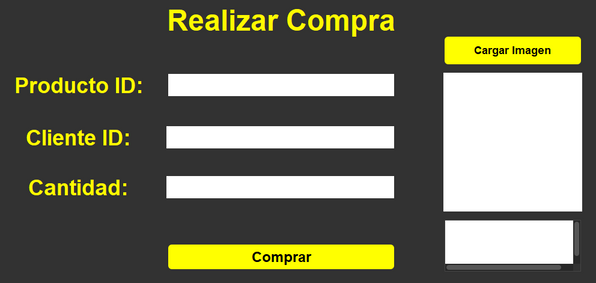 Realizar Compra
Cargar Imagen
Producto ID:
Cliente ID:
Cantidad:
Comprar